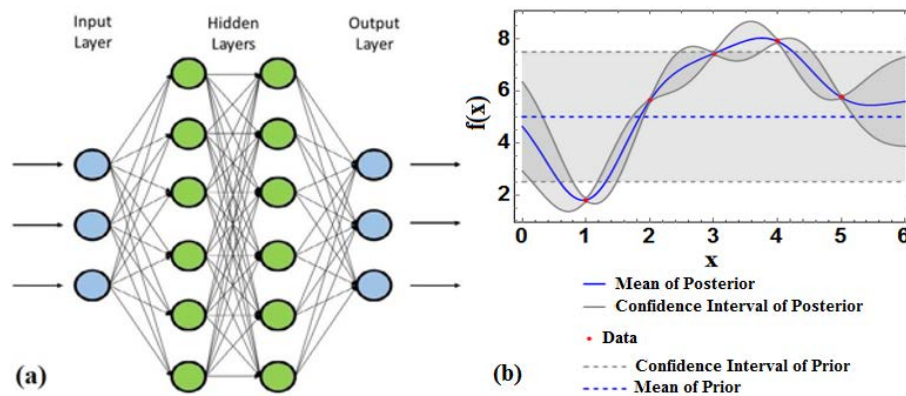 Input
Layer
Hidden
Layers
Output
Layer
(a)
f(x)
8
6
4
2
0 1 2 3 4 5 6
x
Mean of Posterior
Confidence Interval of Posterior
Data
Confidence Interval of Prior
Mean of Prior
(b)